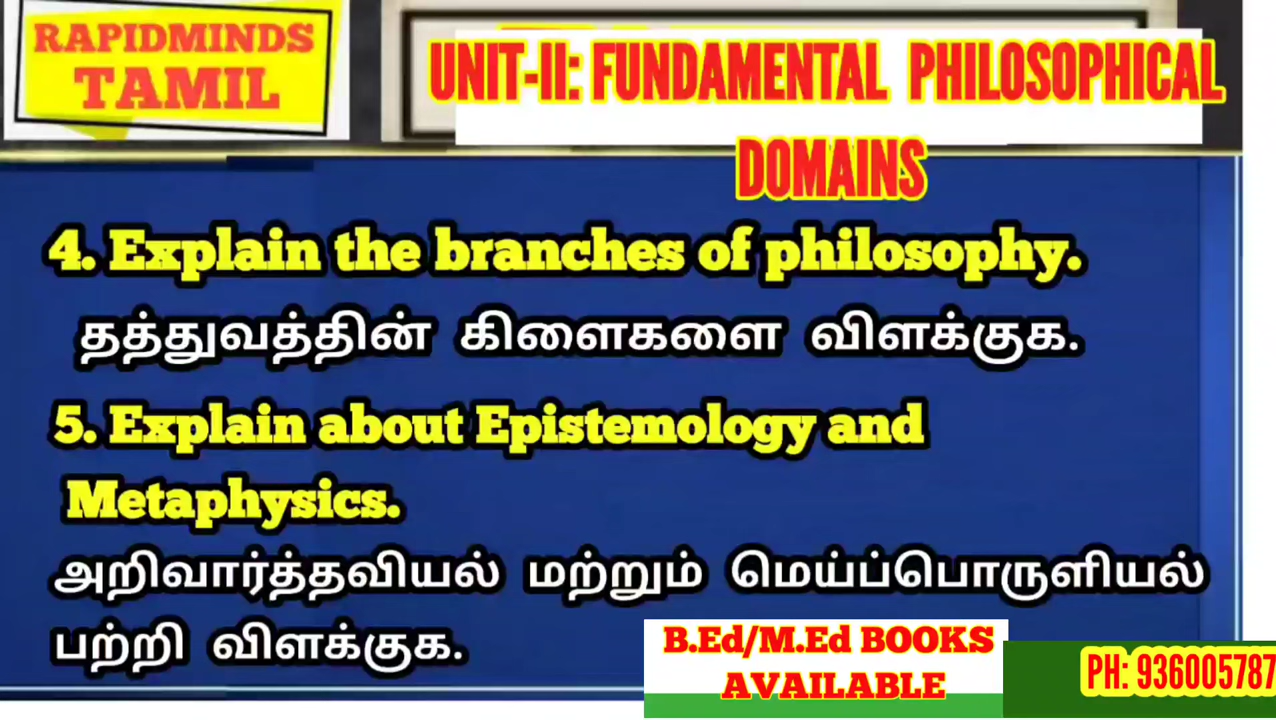 RAPIDMINDS
TAMIL
UNIT-II: FUNDAMENTAL PHILOSOPHICAL
DOMAINS
4. Explain the branches of philosophy.
தத்துவத்தின் கிளைகளை விளக்குக.
5. Explain about Epistemology and
Metaphysics.
அறிவார்த்தவியல் மற்றும் மெய்ப்பொருளியல்
பற்றி விளக்குக.
B.Ed/M.Ed BOOKS
AVAILABLE
PH: 936005787